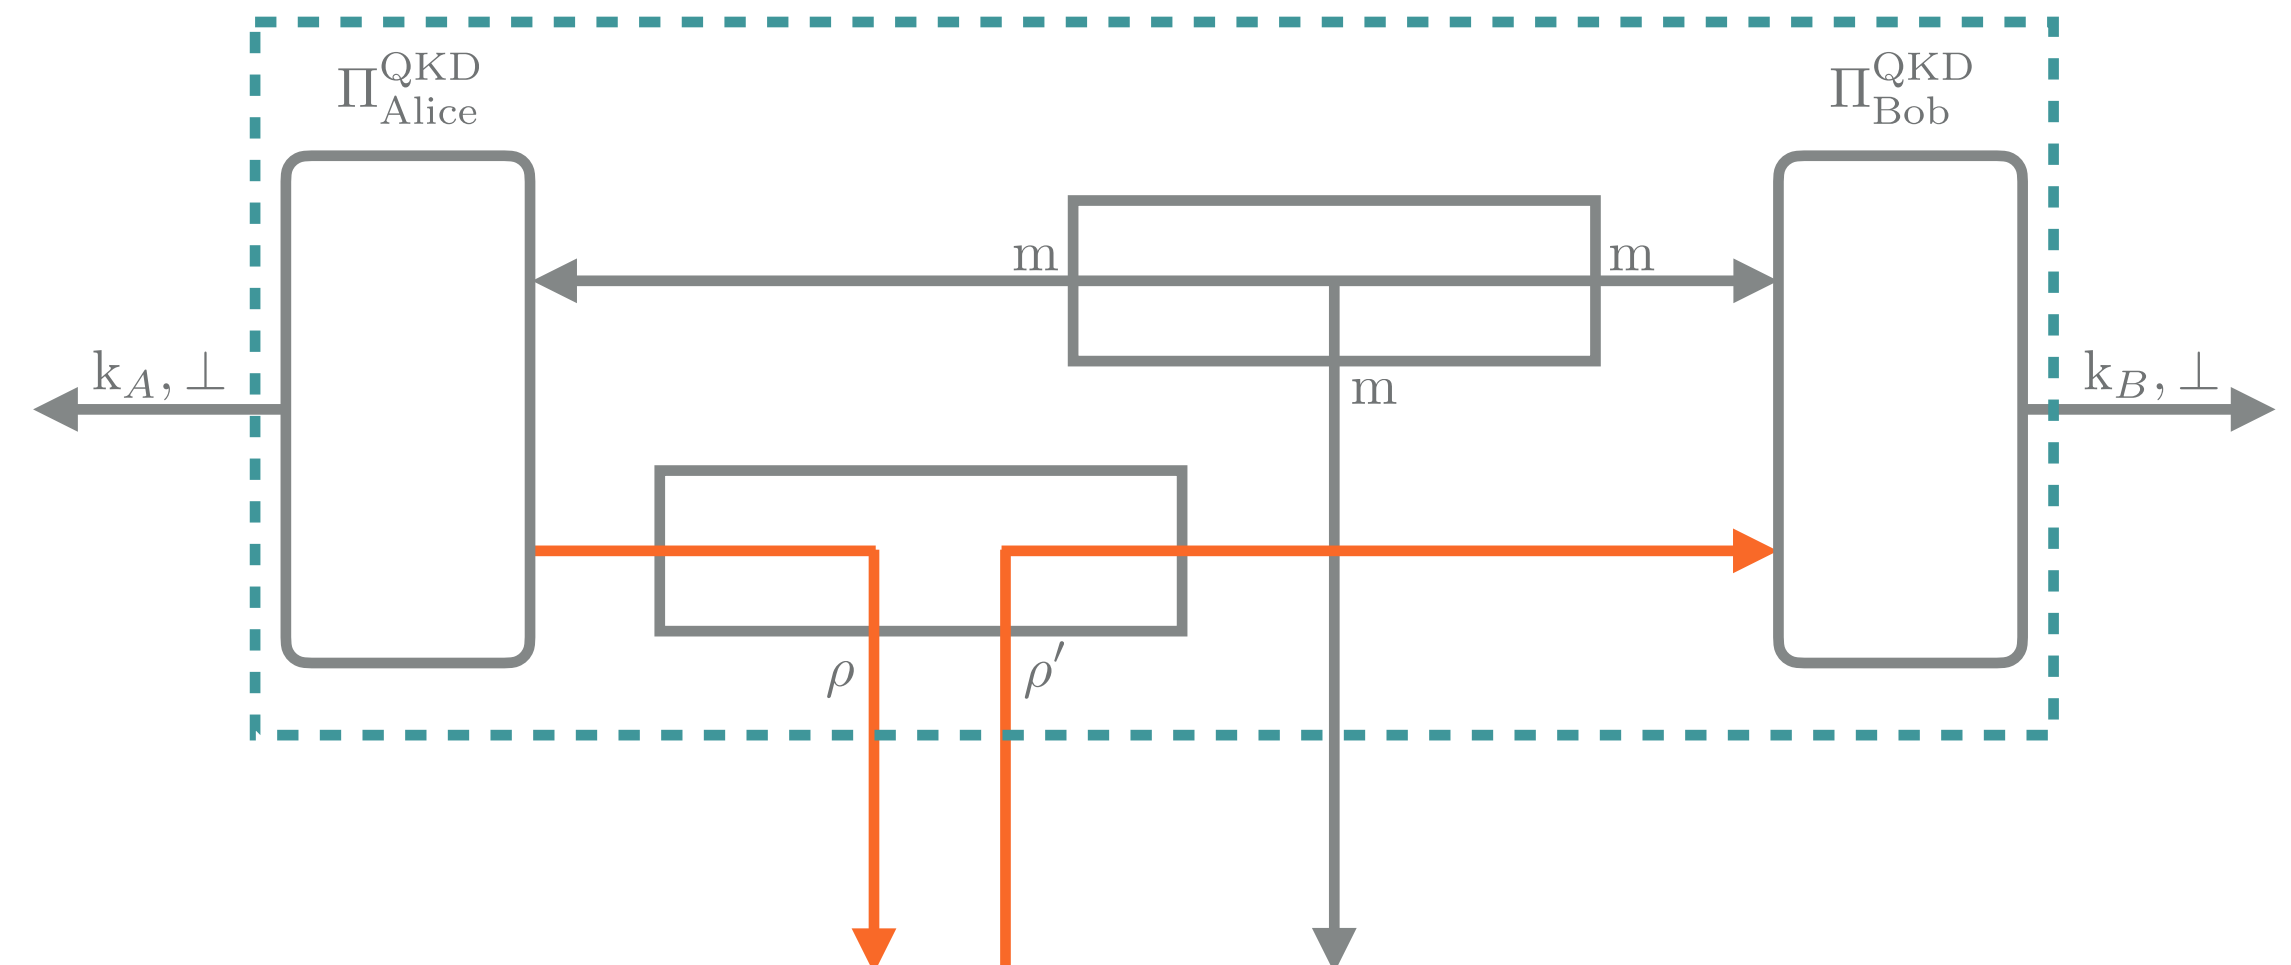 Π^QKD_Alice
Π^QKD_Bob
m
m
k_A, ⊥
m
k_B, ⊥
ρ
ρ′